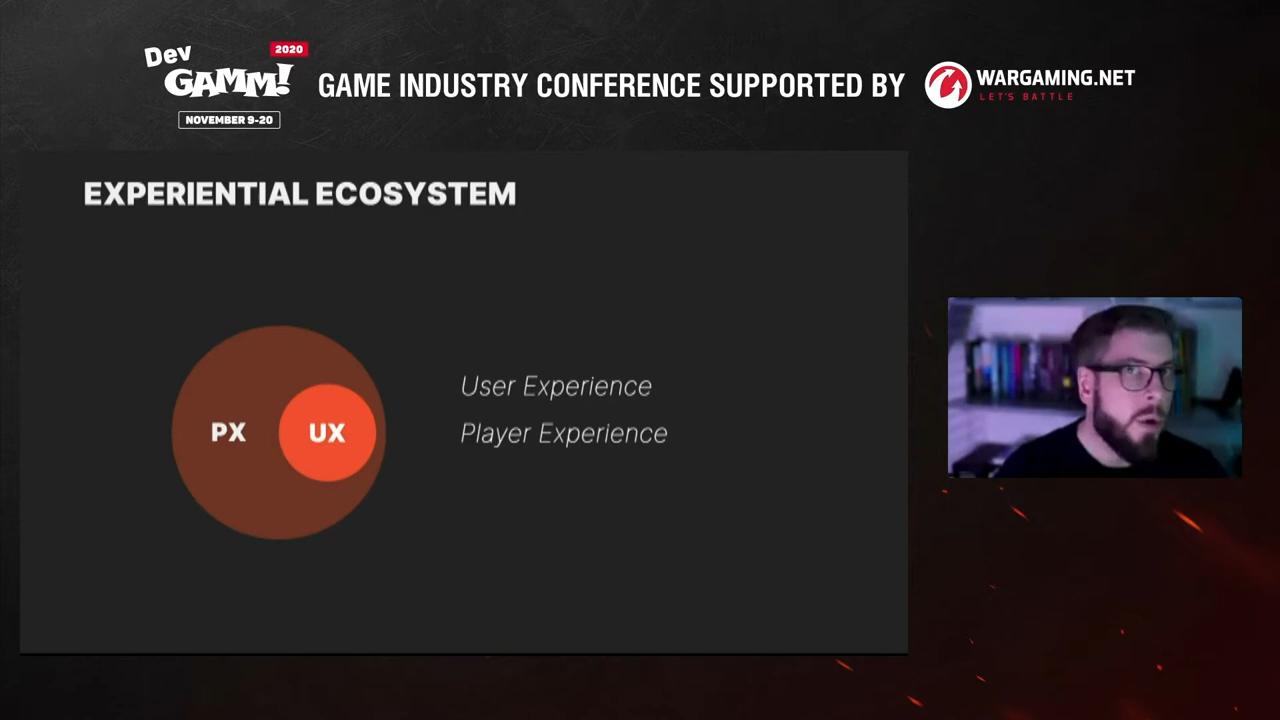 Dev
GAMM!
2020
NOVEMBER 9-20
GAME INDUSTRY CONFERENCE SUPPORTED BY
WARGAMING.NET
LET'S BATTLE
EXPERIENTIAL ECOSYSTEM
PX
UX
User Experience
Player Experience